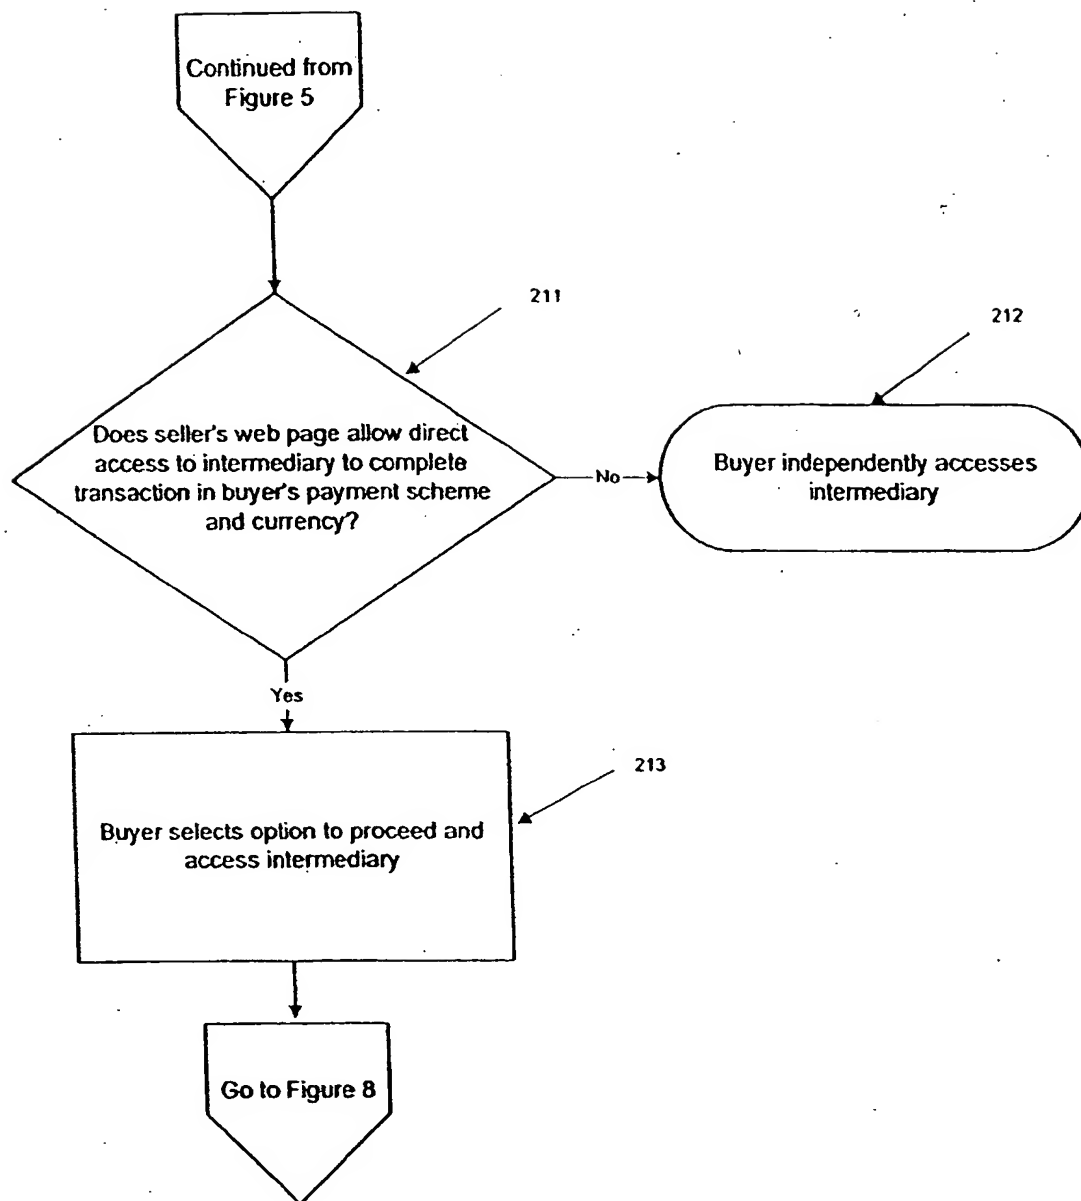 Continued from
Figure 5
211
212
Does seller's web page allow direct
access to intermediary to complete
transaction in buyer's payment scheme
and currency?
No
Buyer independently accesses
intermediary
Yes
213
Buyer selects option to proceed and
access intermediary
Go to Figure 8